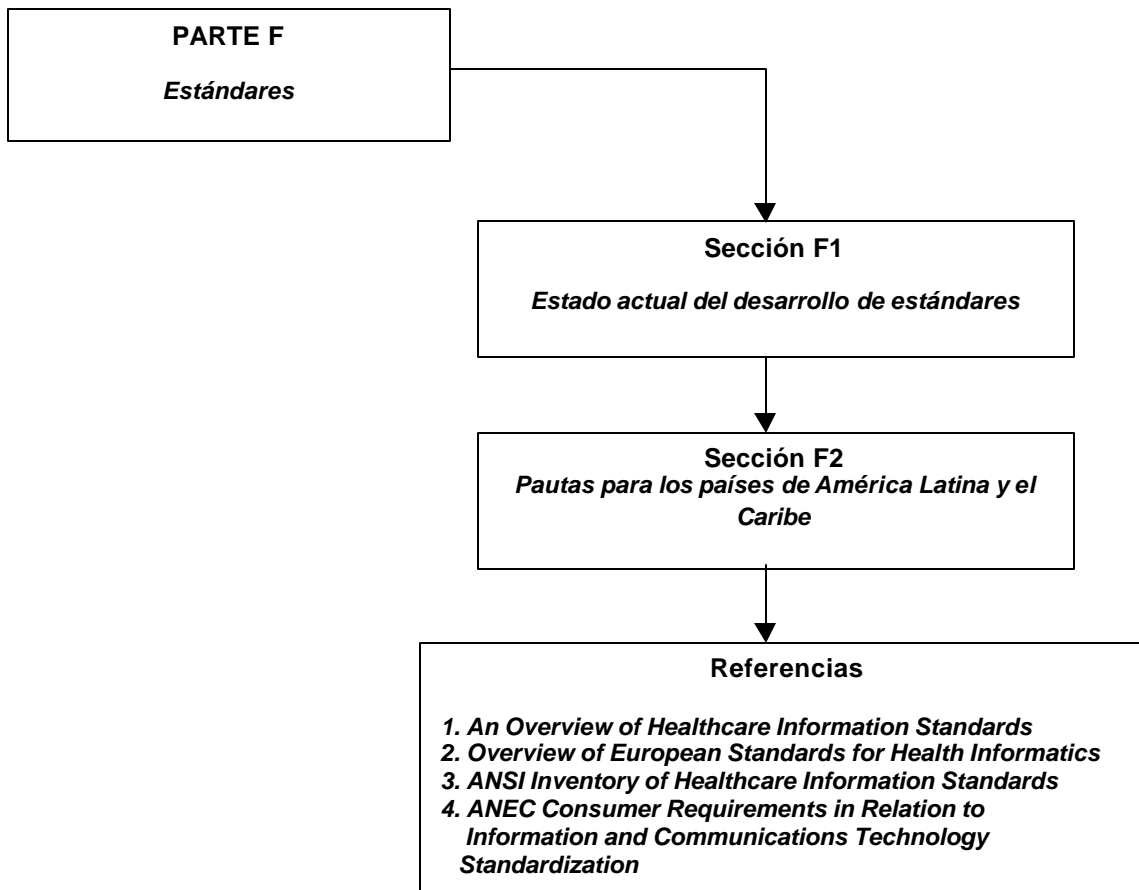 PARTE F
Estándares
Sección F1
Estado actual del desarrollo de estándares
Sección F2
Pautas para los países de América Latina y el
Caribe
Referencias
1. An Overview of Healthcare Information Standards
2. Overview of European Standards for Health Informatics
3. ANSI Inventory of Healthcare Information Standards
4. ANEC Consumer Requirements in Relation to
Information and Communications Technology
Standardization